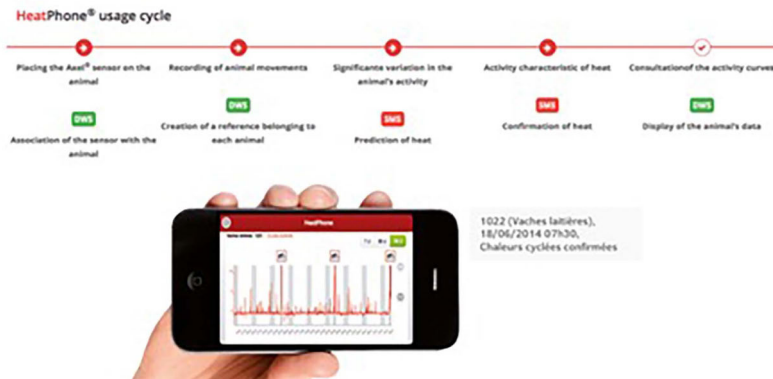 HeatPhone® usage cycle
Placing the Axel® sensor on the
animal
Recording of animal movements
Significante variation in the
animal's activity
Activity characteristic of heat
Consultationof the activity curves
DWS
Association of the sensor with the
animal
DWS
Creation of a reference belonging to
each animal
SMS
Prediction of heat
SMS
Confirmation of heat
DWS
Display of the animal's data
HeatPhone
1022 (Vaches laitières),
18/06/2014 07h30,
Chaleurs cyclées confirmées